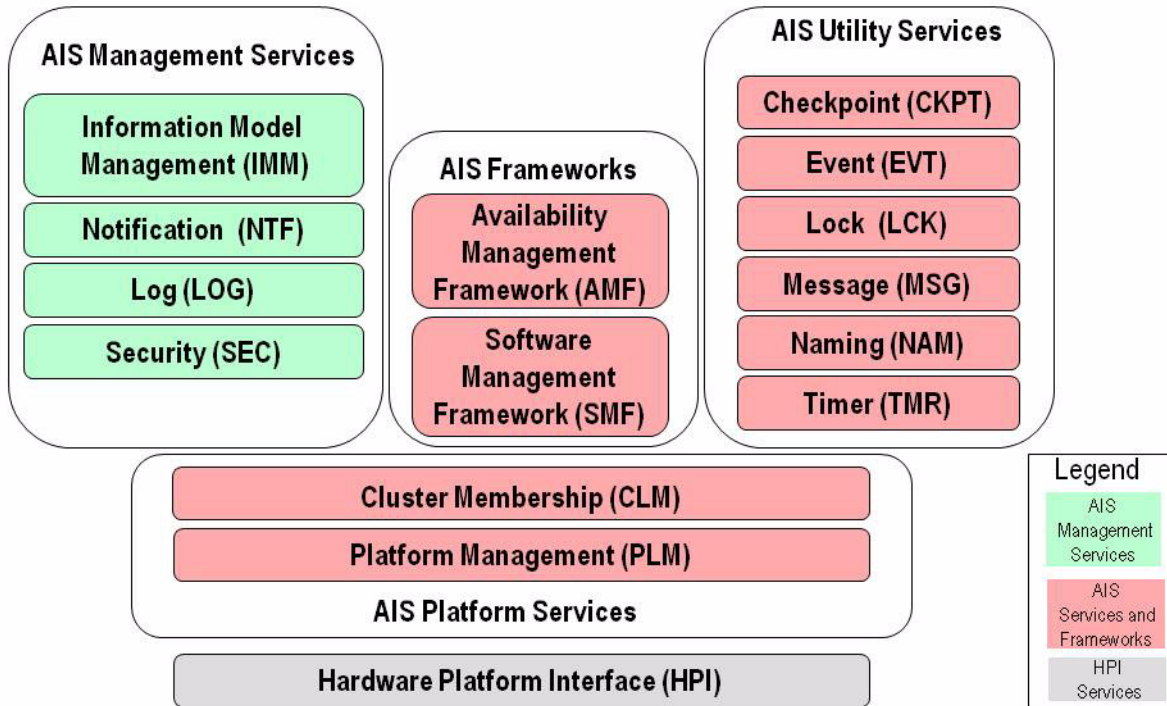 AIS Management Services
Information Model
Management (IMM)
Notification (NTF)
Log (LOG)
Security (SEC)
AIS Frameworks
Availability
Management
Framework (AMF)
Software
Management
Framework (SMF)
AIS Utility Services
Checkpoint (CKPT)
Event (EVT)
Lock (LCK)
Message (MSG)
Naming (NAM)
Timer (TMR)
Cluster Membership (CLM)
Platform Management (PLM)
AIS Platform Services
Hardware Platform Interface (HPI)
Legend
AIS
Management
Services
AIS
Services and
Frameworks
HPI
Services